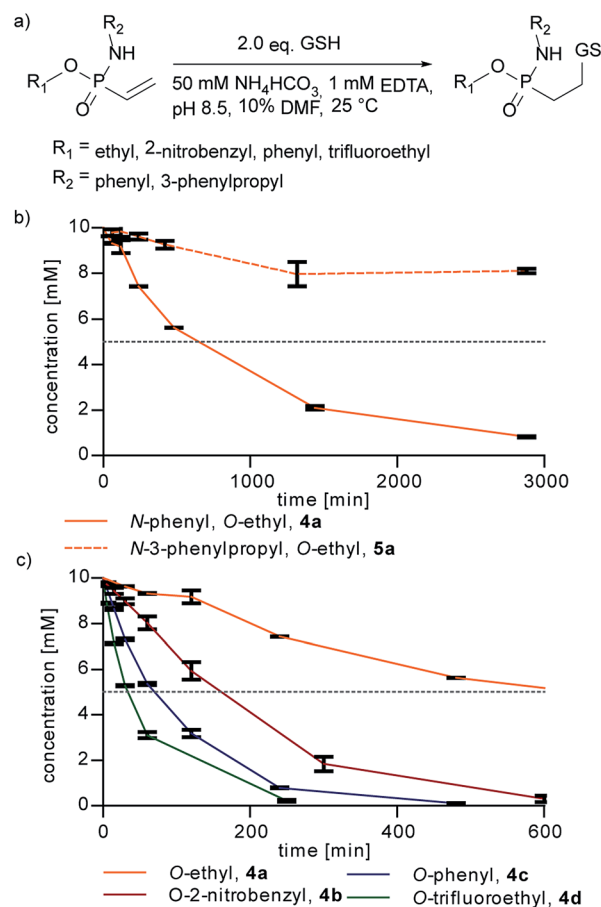 a)
R2
NH
O
P
R1
O
2.0 eq. GSH
50 mM NH4HCO3, 1 mM EDTA,
pH 8.5, 10% DMF, 25 °C
R2
NH
GS
O
P
R1
O
R1 = ethyl, 2-nitrobenzyl, phenyl, trifluoroethyl
R2 = phenyl, 3-phenylpropyl
b)
concentration [mM]
10
8
6
4
2
0
0 1000 2000 3000
time [min]
N-phenyl, O-ethyl, 4a
N-3-phenylpropyl, O-ethyl, 5a
c)
concentration [mM]
10
8
6
4
2
0
0 200 400 600
time [min]
O-ethyl, 4a
O-phenyl, 4c
O-2-nitrobenzyl, 4b
O-trifluoroethyl, 4d